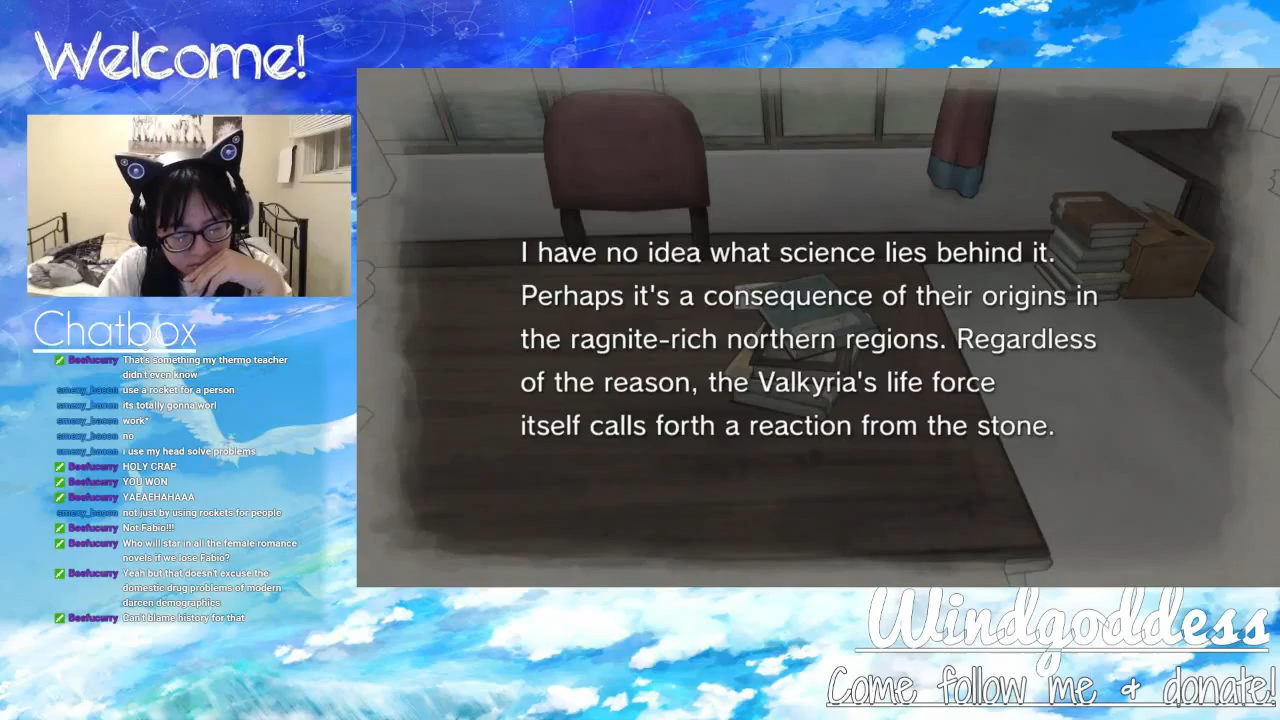 Welcome!
I have no idea what science lies behind it.
Perhaps it's a consequence of their origins in
the ragnite-rich northern regions. Regardless
of the reason, the Valkyria's life force
itself calls forth a reaction from the stone.
Chatbox
Beefucurry That's something my thermo teacher
didn't even know
smexy_bacon use a rocket for a person
smexy_bacon its totally gonna worl
smexy_bacon work*
smexy_bacon no
smexy_bacon i use my head solve problems
Beefucurry HOLY CRAP
Beefucurry YOU WON
Beefucurry YAEAEHAHAAA
smexy_bacon not just by using rockets for people
Beefucurry Not Fabio!!!
Beefucurry Who will star in all the female romance
novels if we lose Fabio?
Beefucurry Yeah but that doesn't excuse the
domestic drug problems of modern
darcen demographics
Beefucurry Can't blame history for that
Windgoddess
Come follow me & donate!